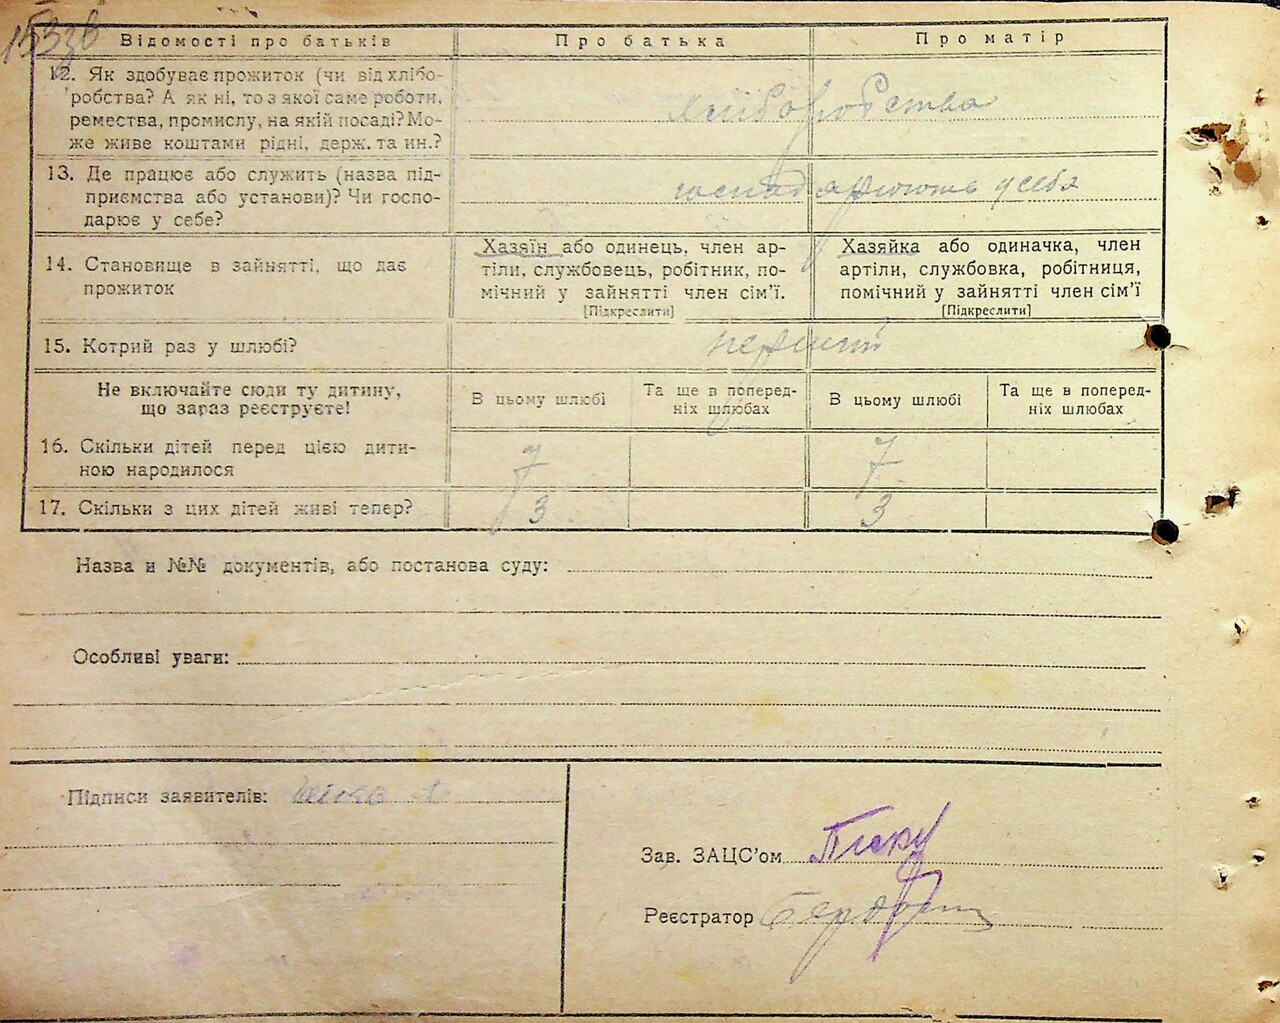 153зв
Відомості про батьків
Про батька
Про матір
12. Як здобуває прожиток (чи від хлібо-
робства? А як ні, то з якої саме роботи,
ремества, промислу, на якій посаді? Мо-
же живе коштами рідні, держ. та ин.?
хліборобства
13. Де працює або служить (назва під-
приємства або установи)? Чи госпо-
дарює у себе?
у себя
14. Становище в зайнятті, що дає
прожиток
Хазяїн або одинець, член ар-
тіли, службовець, робітник, по-
мічний у зайнятті член сім'ї.
[Підкреслити]
Хазяйка або одиначка, член
артіли, службовка, робітниця,
помічний у зайнятті член сім'ї
[Підкреслити]
15. Котрий раз у шлюбі?
перший
Не включайте сюди ту дитину,
що зараз реєструєте!
В цьому шлюбі
Та ще в поперед-
ніх шлюбах
В цьому шлюбі
Та ще в поперед-
ніх шлюбах
16. Скільки дітей перед цією дити-
ною народилося
7
7
17. Скільки з цих дітей живі тепер?
3
3
Назва и №№ документів, або постанова суду:
Особливі уваги:
Підписи заявителів:
Зав. ЗАЦС'ом
Реєстратор